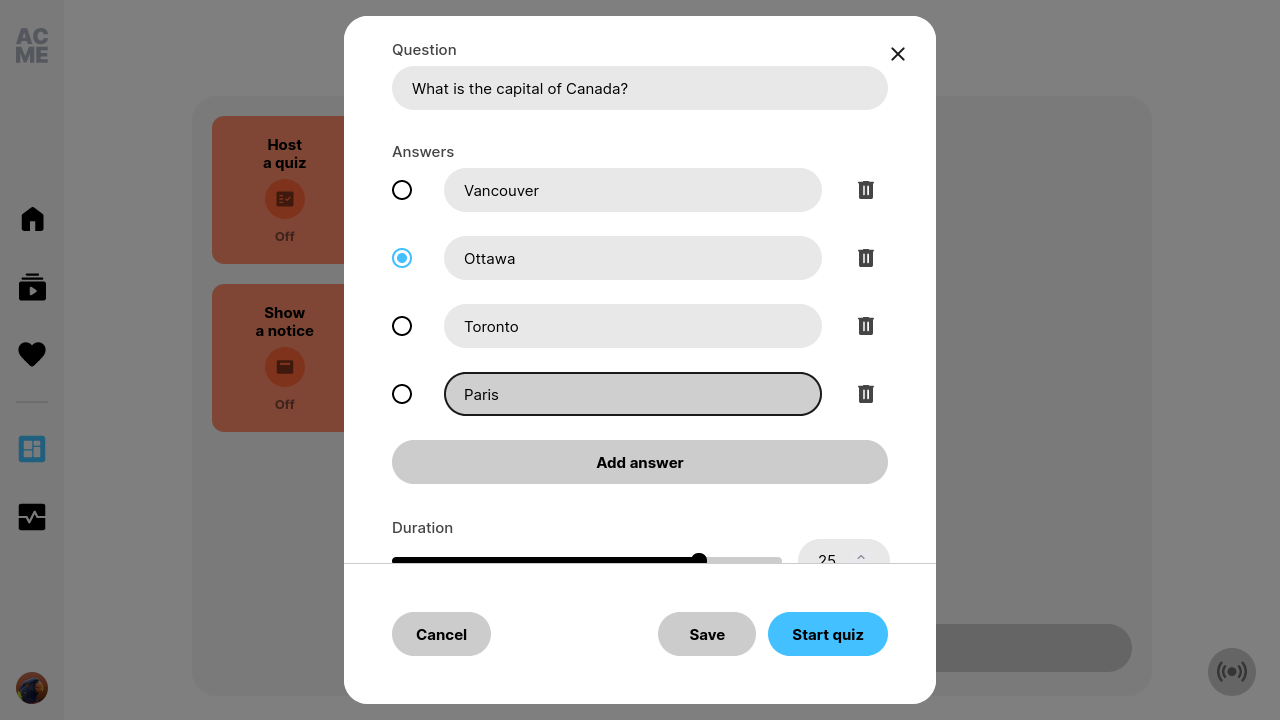 AC
ME
Host
a quiz
Off
Show
a notice
Off
Question
What is the capital of Canada?
Answers
Vancouver
Ottawa
Toronto
Paris
Add answer
Duration
25
Cancel
Save
Start quiz